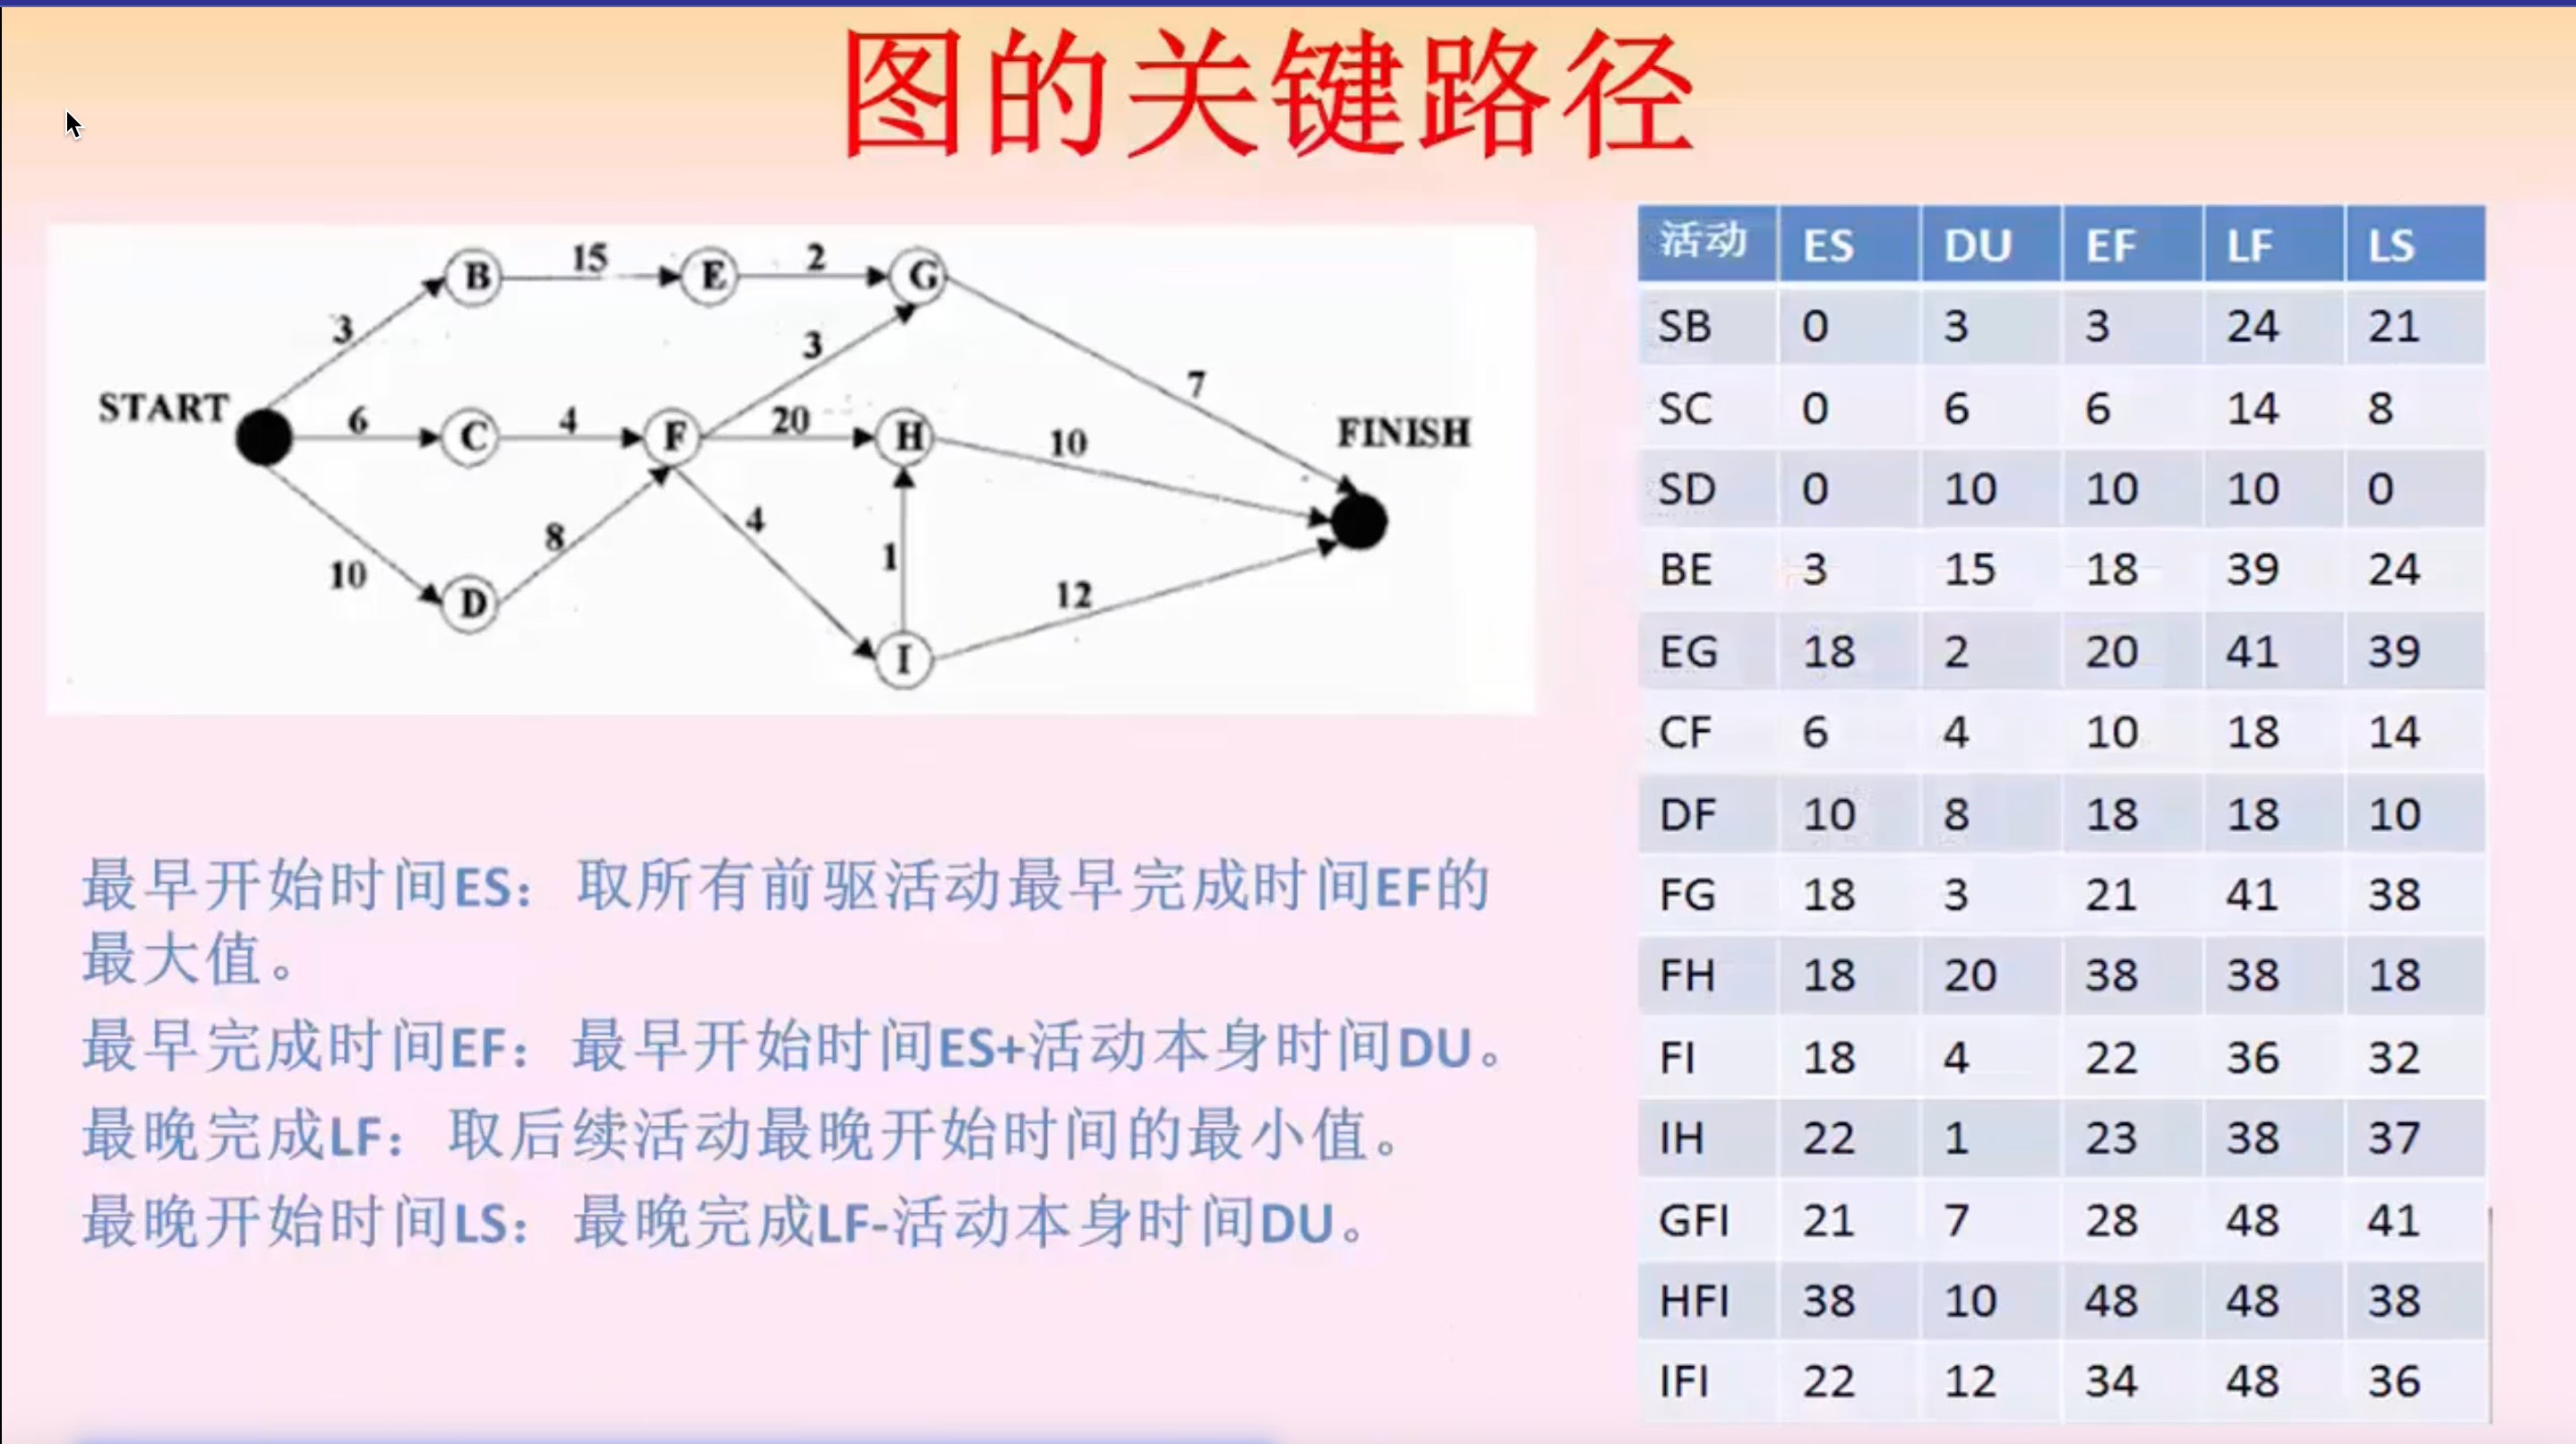 图的关键路径
START
FINISH
B
15
E
2
G
3
3
7
6
C
4
F
20
H
10
10
D
8
4
1
12
I
最早开始时间ES：取所有前驱活动最早完成时间EF的
最大值。
最早完成时间EF：最早开始时间ES+活动本身时间DU。
最晚完成LF：取后续活动最晚开始时间的最小值。
最晚开始时间LS：最晚完成LF-活动本身时间DU。
活动 ES DU EF LF LS
SB 0 3 3 24 21
SC 0 6 6 14 8
SD 0 10 10 10 0
BE 3 15 18 39 24
EG 18 2 20 41 39
CF 6 4 10 18 14
DF 10 8 18 18 10
FG 18 3 21 41 38
FH 18 20 38 38 18
FI 18 4 22 36 32
IH 22 1 23 38 37
GFI 21 7 28 48 41
HFI 38 10 48 48 38
IFI 22 12 34 48 36